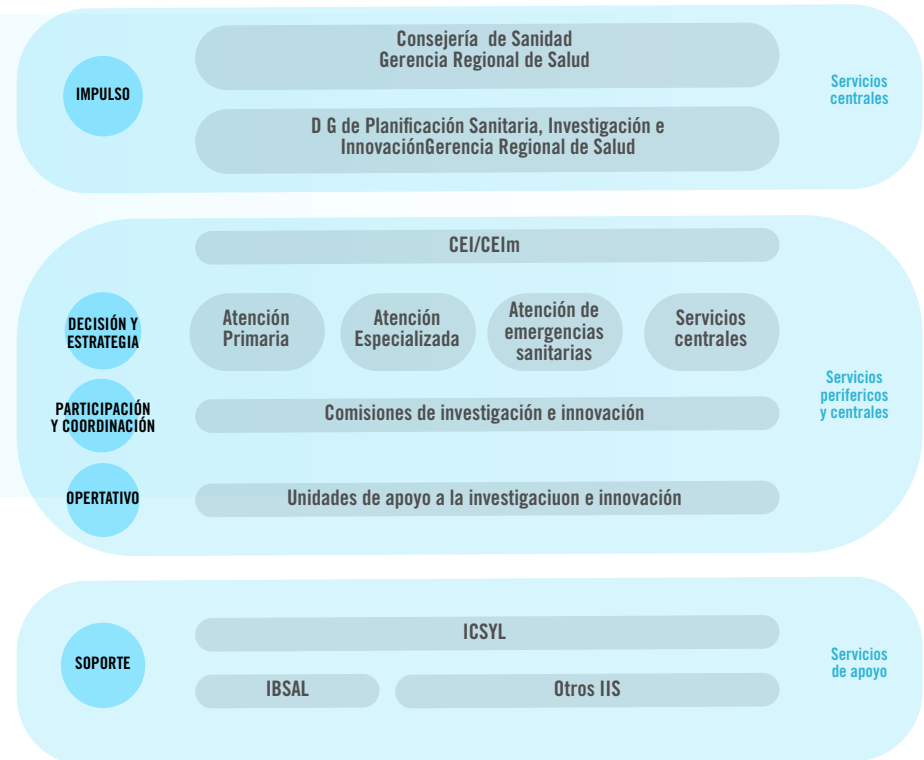 IMPULSO
Consejería de Sanidad
Gerencia Regional de Salud
D G de Planificación Sanitaria, Investigación e
InnovaciónGerencia Regional de Salud
Servicios
centrales
CEI/CEIm
DECISIÓN Y
ESTRATEGIA
Atención
Primaria
Atención
Especializada
Atención de
emergencias
sanitarias
Servicios
centrales
PARTICIPACIÓN
Y COORDINACIÓN
Comisiones de investigación e innovación
Servicios
perifericos
y centrales
OPERTATIVO
Unidades de apoyo a la investigaciuon e innovación
SOPORTE
ICSYL
IBSAL
Otros IIS
Servicios
de apoyo